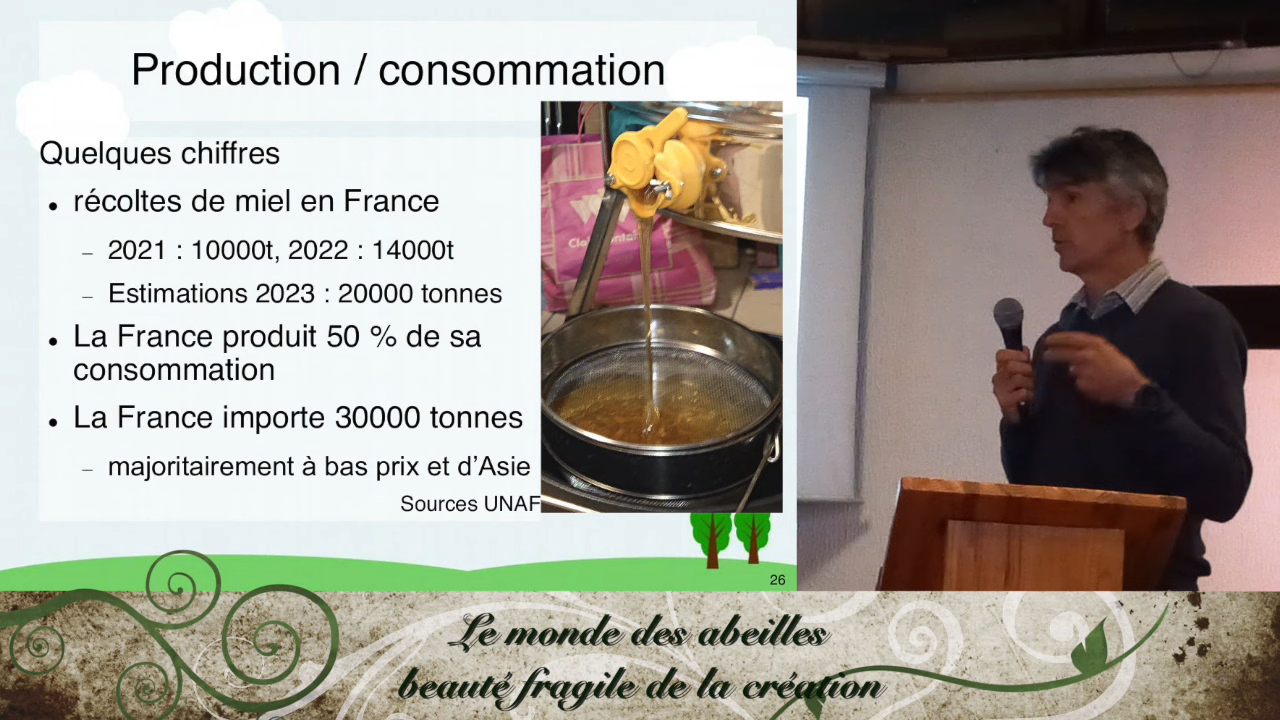 Production / consommation
Quelques chiffres
• récoltes de miel en France
– 2021 : 10000t, 2022 : 14000t
– Estimations 2023 : 20000 tonnes
• La France produit 50 % de sa
consommation
• La France importe 30000 tonnes
– majoritairement à bas prix et d’Asie
Sources UNAF
26
Le monde des abeilles
beauté fragile de la création